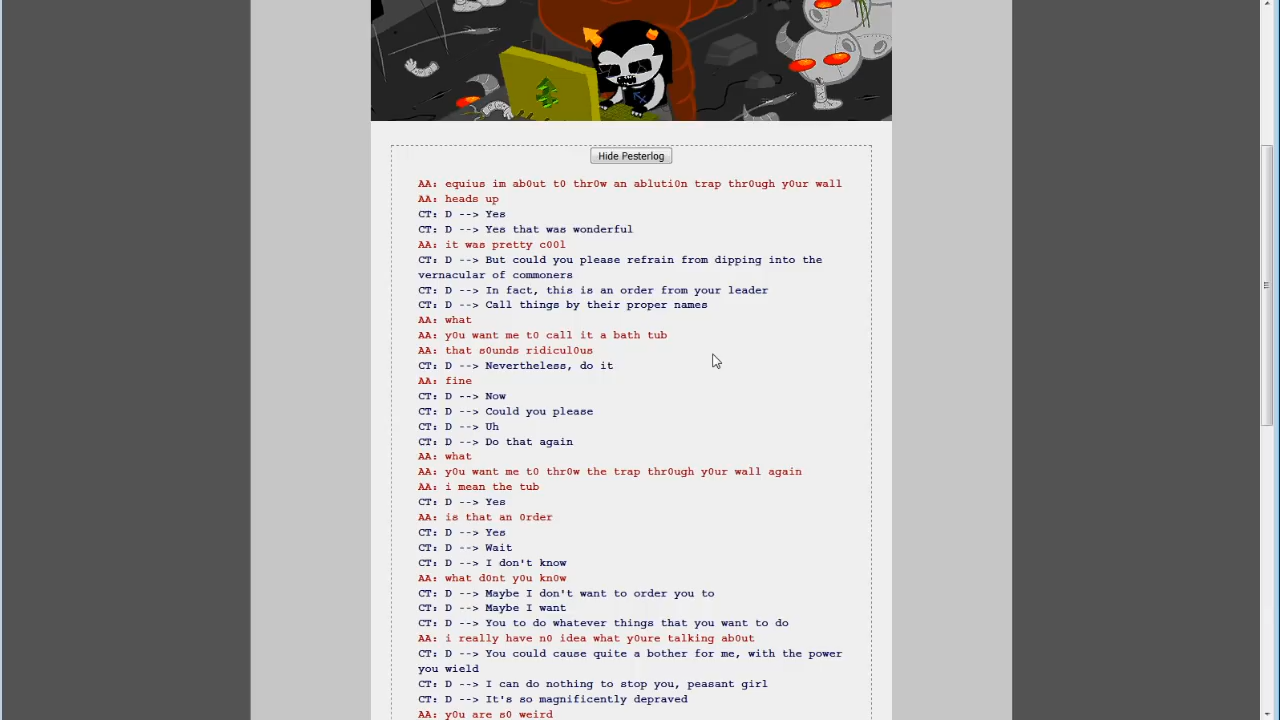 Hide Pesterlog
AA: equius im ab0ut t0 thr0w an abluti0n trap thr0ugh y0ur wall
AA: heads up
CT: D --> Yes
CT: D --> Yes that was wonderful
AA: it was pretty c00l
CT: D --> But could you please refrain from dipping into the
vernacular of commoners
CT: D --> In fact, this is an order from your leader
CT: D --> Call things by their proper names
AA: what
AA: y0u want me t0 call it a bath tub
AA: that s0unds ridicul0us
CT: D --> Nevertheless, do it
AA: fine
CT: D --> Now
CT: D --> Could you please
CT: D --> Uh
CT: D --> Do that again
AA: what
AA: y0u want me t0 thr0w the trap thr0ugh y0ur wall again
AA: i mean the tub
CT: D --> Yes
AA: is that an 0rder
CT: D --> Yes
CT: D --> Wait
CT: D --> I don't know
AA: what d0nt y0u kn0w
CT: D --> Maybe I don't want to order you to
CT: D --> Maybe I want
CT: D --> You to do whatever things that you want to do
AA: i really have n0 idea what y0ure talking ab0ut
CT: D --> You could cause quite a bother for me, with the power
you wield
CT: D --> I can do nothing to stop you, peasant girl
CT: D --> It's so magnificently depraved
AA: y0u are s0 weird